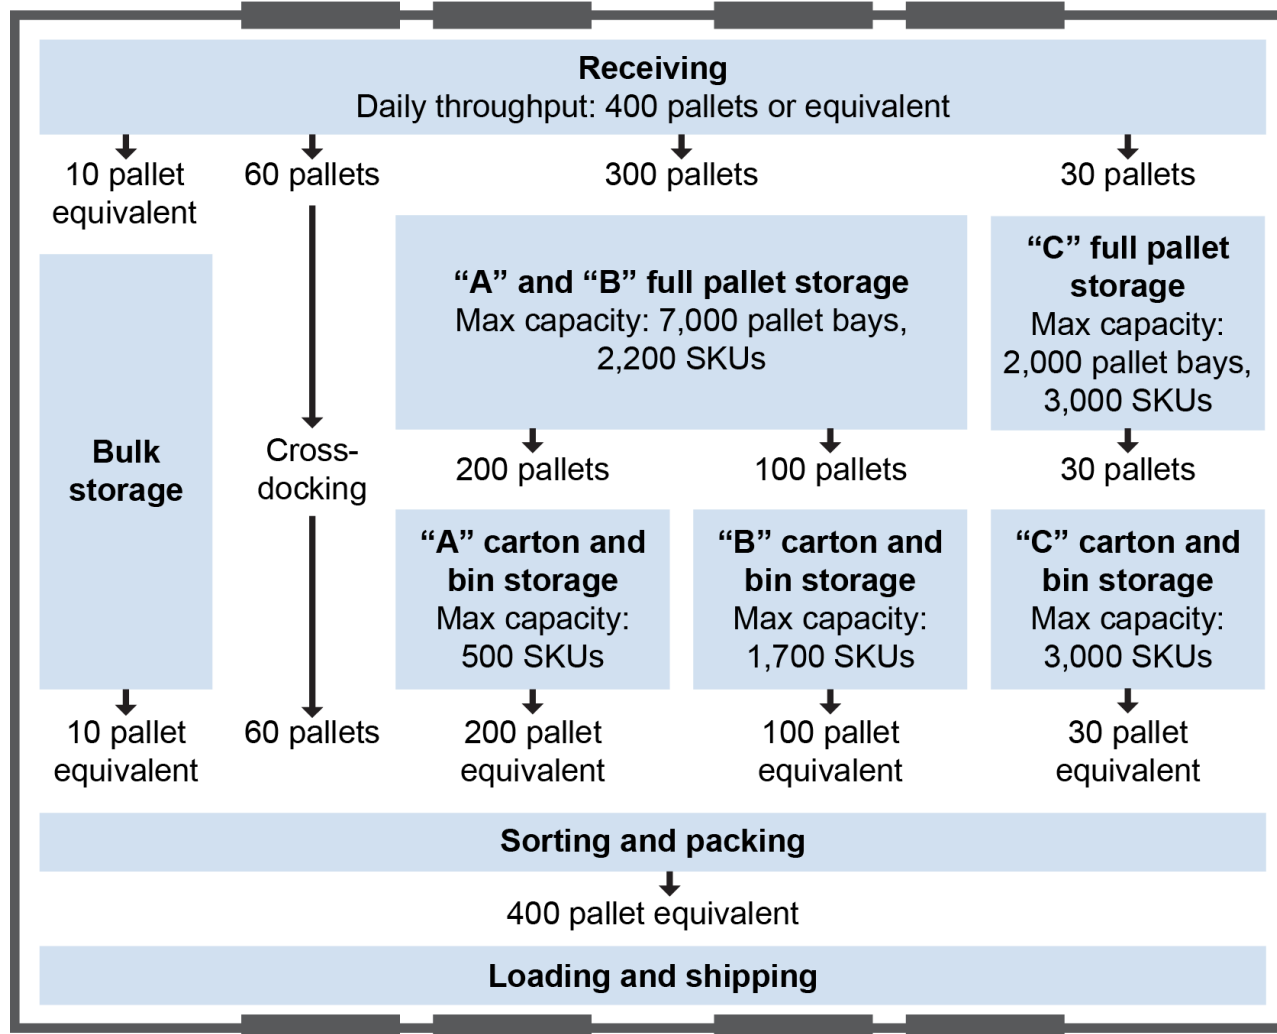 Receiving
Daily throughput: 400 pallets or equivalent
10 pallet
equivalent
60 pallets
300 pallets
30 pallets
“A” and “B” full pallet storage
Max capacity: 7,000 pallet bays,
2,200 SKUs
“C” full pallet
storage
Max capacity:
2,000 pallet bays,
3,000 SKUs
Bulk
storage
Cross-
docking
200 pallets
100 pallets
30 pallets
“A” carton and
bin storage
Max capacity:
500 SKUs
“B” carton and
bin storage
Max capacity:
1,700 SKUs
“C” carton and
bin storage
Max capacity:
3,000 SKUs
10 pallet
equivalent
60 pallets
200 pallet
equivalent
100 pallet
equivalent
30 pallet
equivalent
Sorting and packing
400 pallet equivalent
Loading and shipping